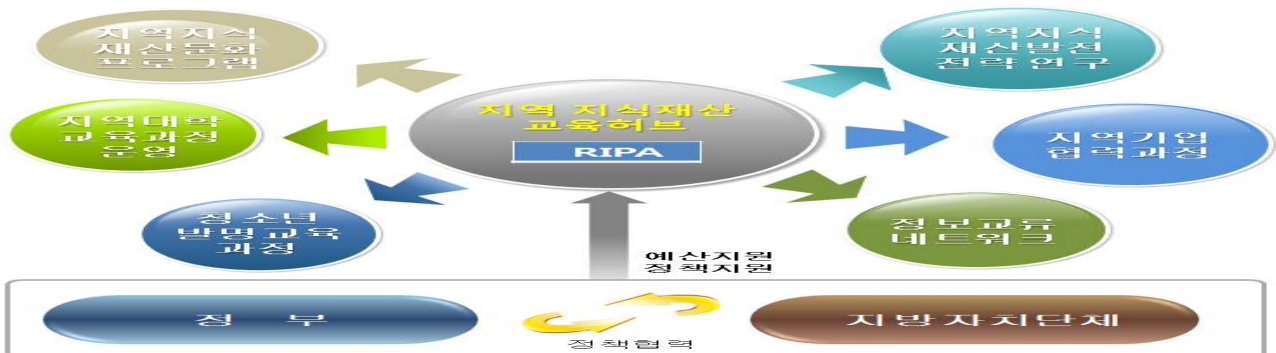 지역지식
재산문화
프로그램
지역지식
재산발전
전략연구
지역 지식재산
교육허브
RIPA
지역대학
교육과정
운영
지역기업
협력과정
청소년
발명교육
과정
정보교류
네트워크
예산지원
정책지원
정 부
정책협력
지방자치단체